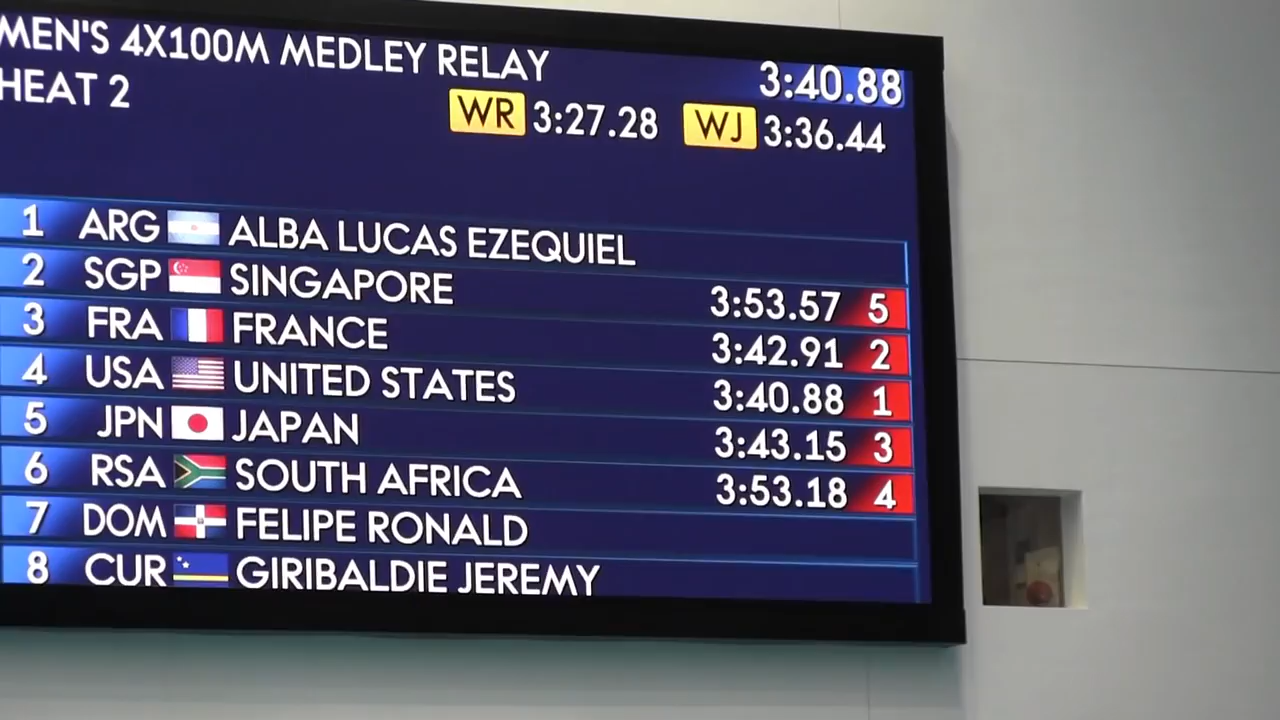 MEN'S 4X100M MEDLEY RELAY 3:40.88
HEAT 2
WR 3:27.28 WJ 3:36.44
1 ARG ALBA LUCAS EZEQUIEL
2 SGP SINGAPORE 3:53.57 5
3 FRA FRANCE 3:42.91 2
4 USA UNITED STATES 3:40.88 1
5 JPN JAPAN 3:43.15 3
6 RSA SOUTH AFRICA 3:53.18 4
7 DOM FELIPE RONALD
8 CUR GIRIBALDIE JEREMY